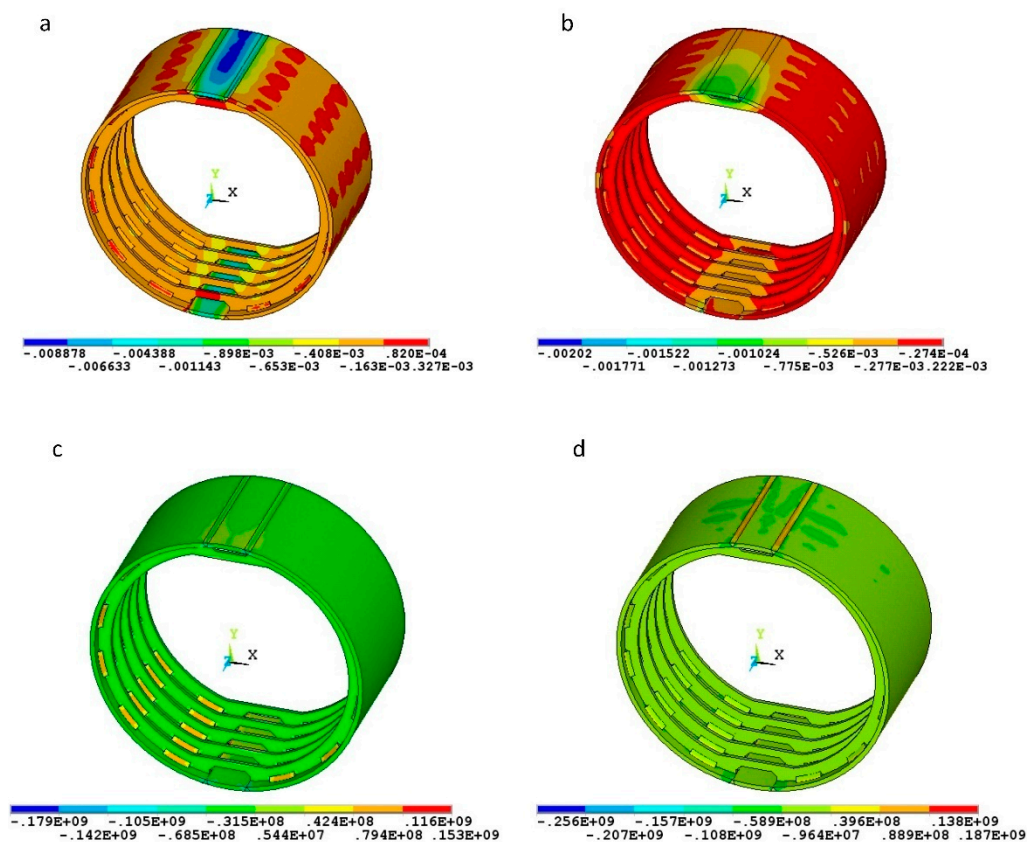 a
b
Y
X
Z
Y
X
Z
-.008878 -.004388 -.898E-03 -.408E-03 .820E-04
-.006633 -.001143 -.653E-03 -.163E-03.327E-03
-.00202 -.001522 -.001024 -.526E-03 -.274E-04
-.001771 -.001273 -.775E-03 -.277E-03.222E-03
c
d
Y
X
Z
Y
X
Z
-.179E+09 -.105E+09 -.315E+08 .424E+08 .116E+09
-.142E+09 -.685E+08 .544E+07 .794E+08 .153E+09
-.256E+09 -.157E+09 -.589E+08 .396E+08 .138E+09
-.207E+09 -.108E+09 -.964E+07 .889E+08 .187E+09